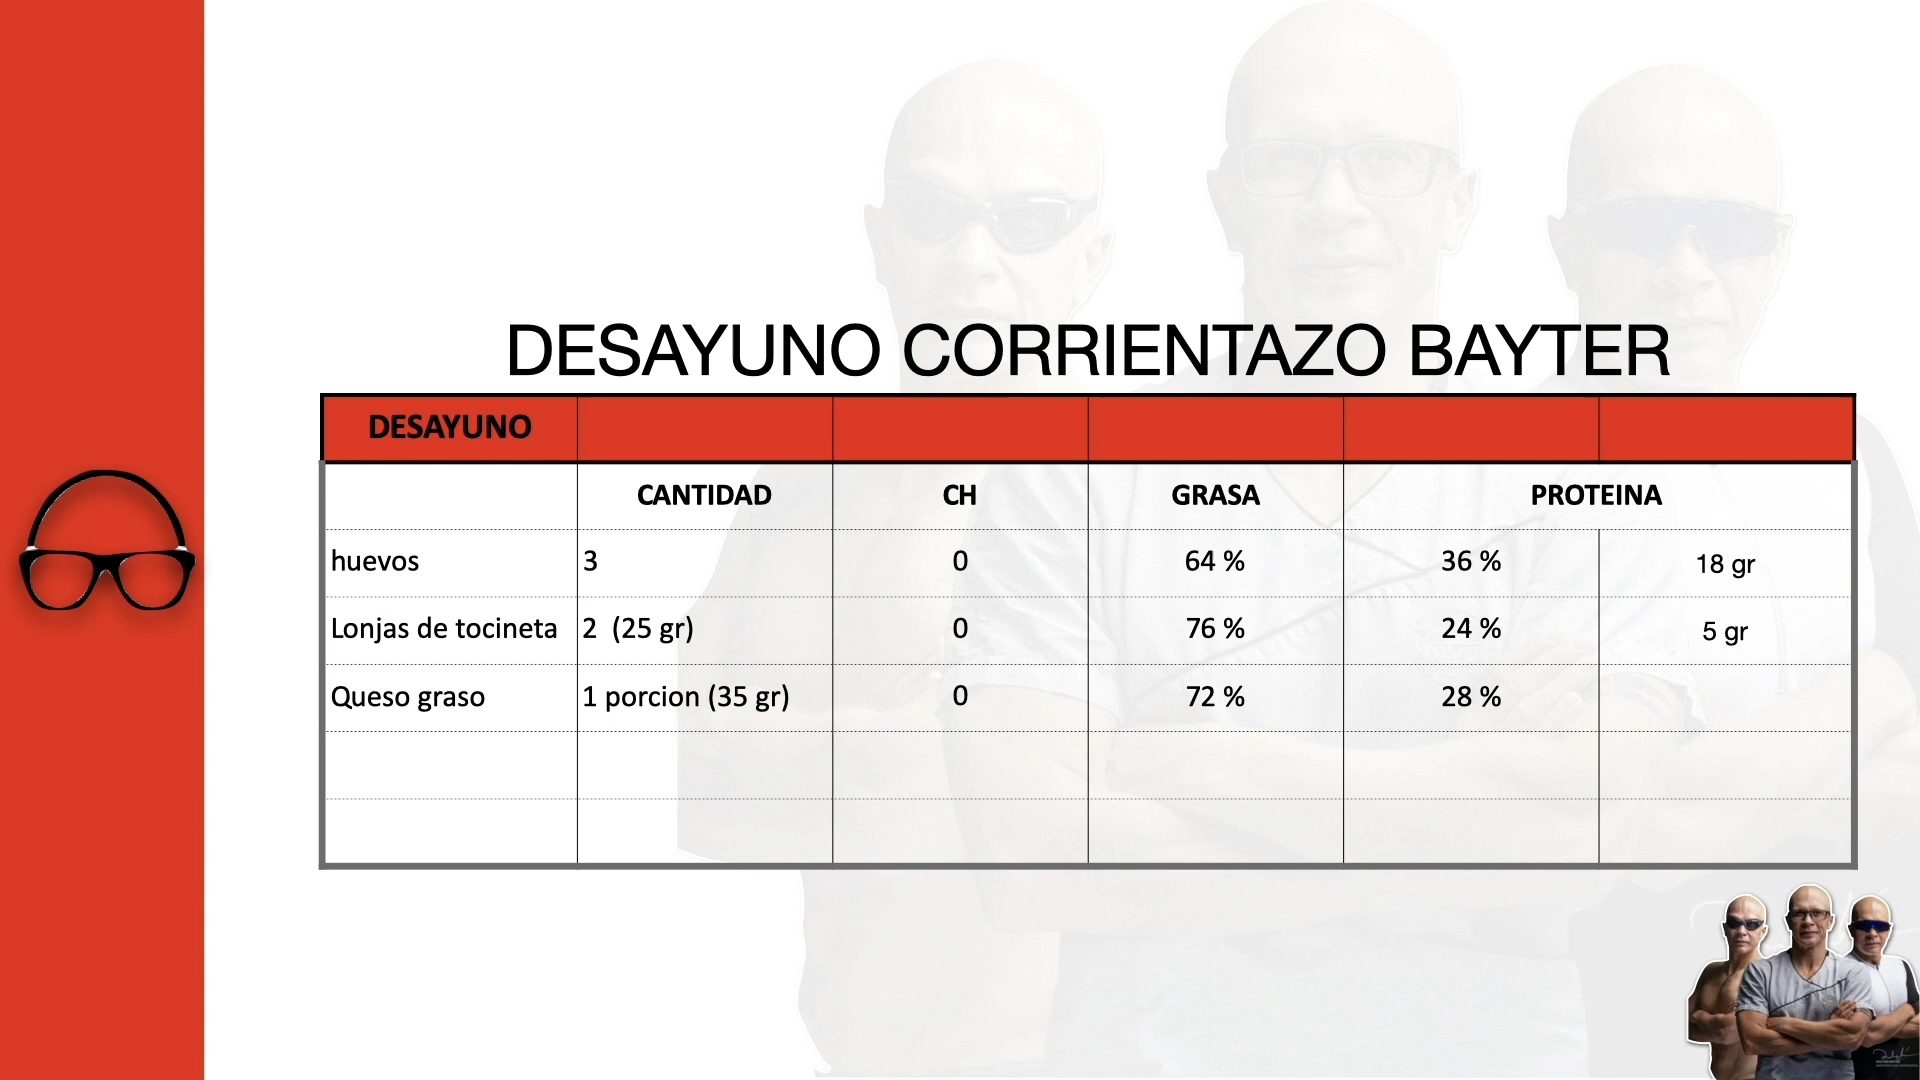 DESAYUNO CORRIENTAZO BAYTER
DESAYUNO
CANTIDAD CH GRASA PROTEINA
huevos 3 0 64 % 36 % 18 gr
Lonjas de tocineta 2 (25 gr) 0 76 % 24 % 5 gr
Queso graso 1 porcion (35 gr) 0 72 % 28 %